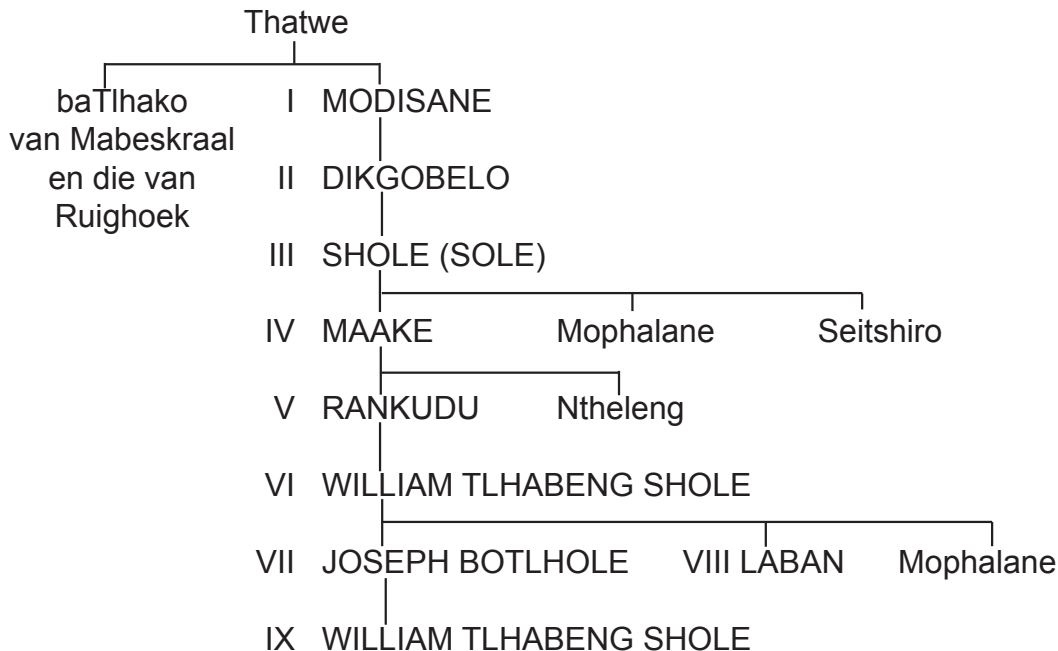 Thatwe
baTlhako
van Mabeskraal
en die van
Ruighoek
I MODISANE
II DIKGOBELO
III SHOLE (SOLE)
IV MAAKE Mophalane Seitshiro
V RANKUDU Ntheleng
VI WILLIAM TLHABENG SHOLE
VII JOSEPH BOTLHOLE VIII LABAN Mophalane
IX WILLIAM TLHABENG SHOLE